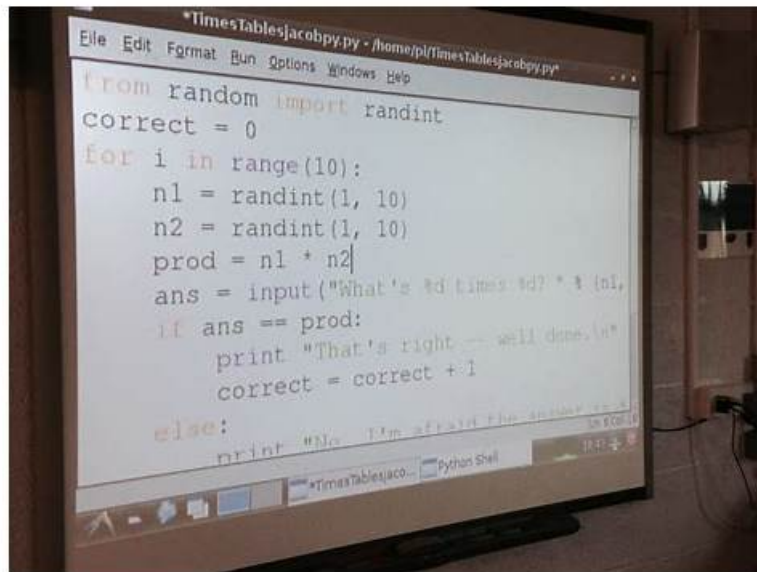 *TimesTablesjacobpy.py - /home/pi/TimesTablesjacobpy.py*
File Edit Format Run Options Windows Help
from random import randint
correct = 0
for i in range(10):
n1 = randint(1, 10)
n2 = randint(1, 10)
prod = n1 * n2
ans = input("What's %d times %d? " % (n1,
if ans == prod:
print "That's right -- well done.\n"
correct = correct + 1
else:
print "No, I'm afraid the answer is
*TimesTablesjaco... Python Shell